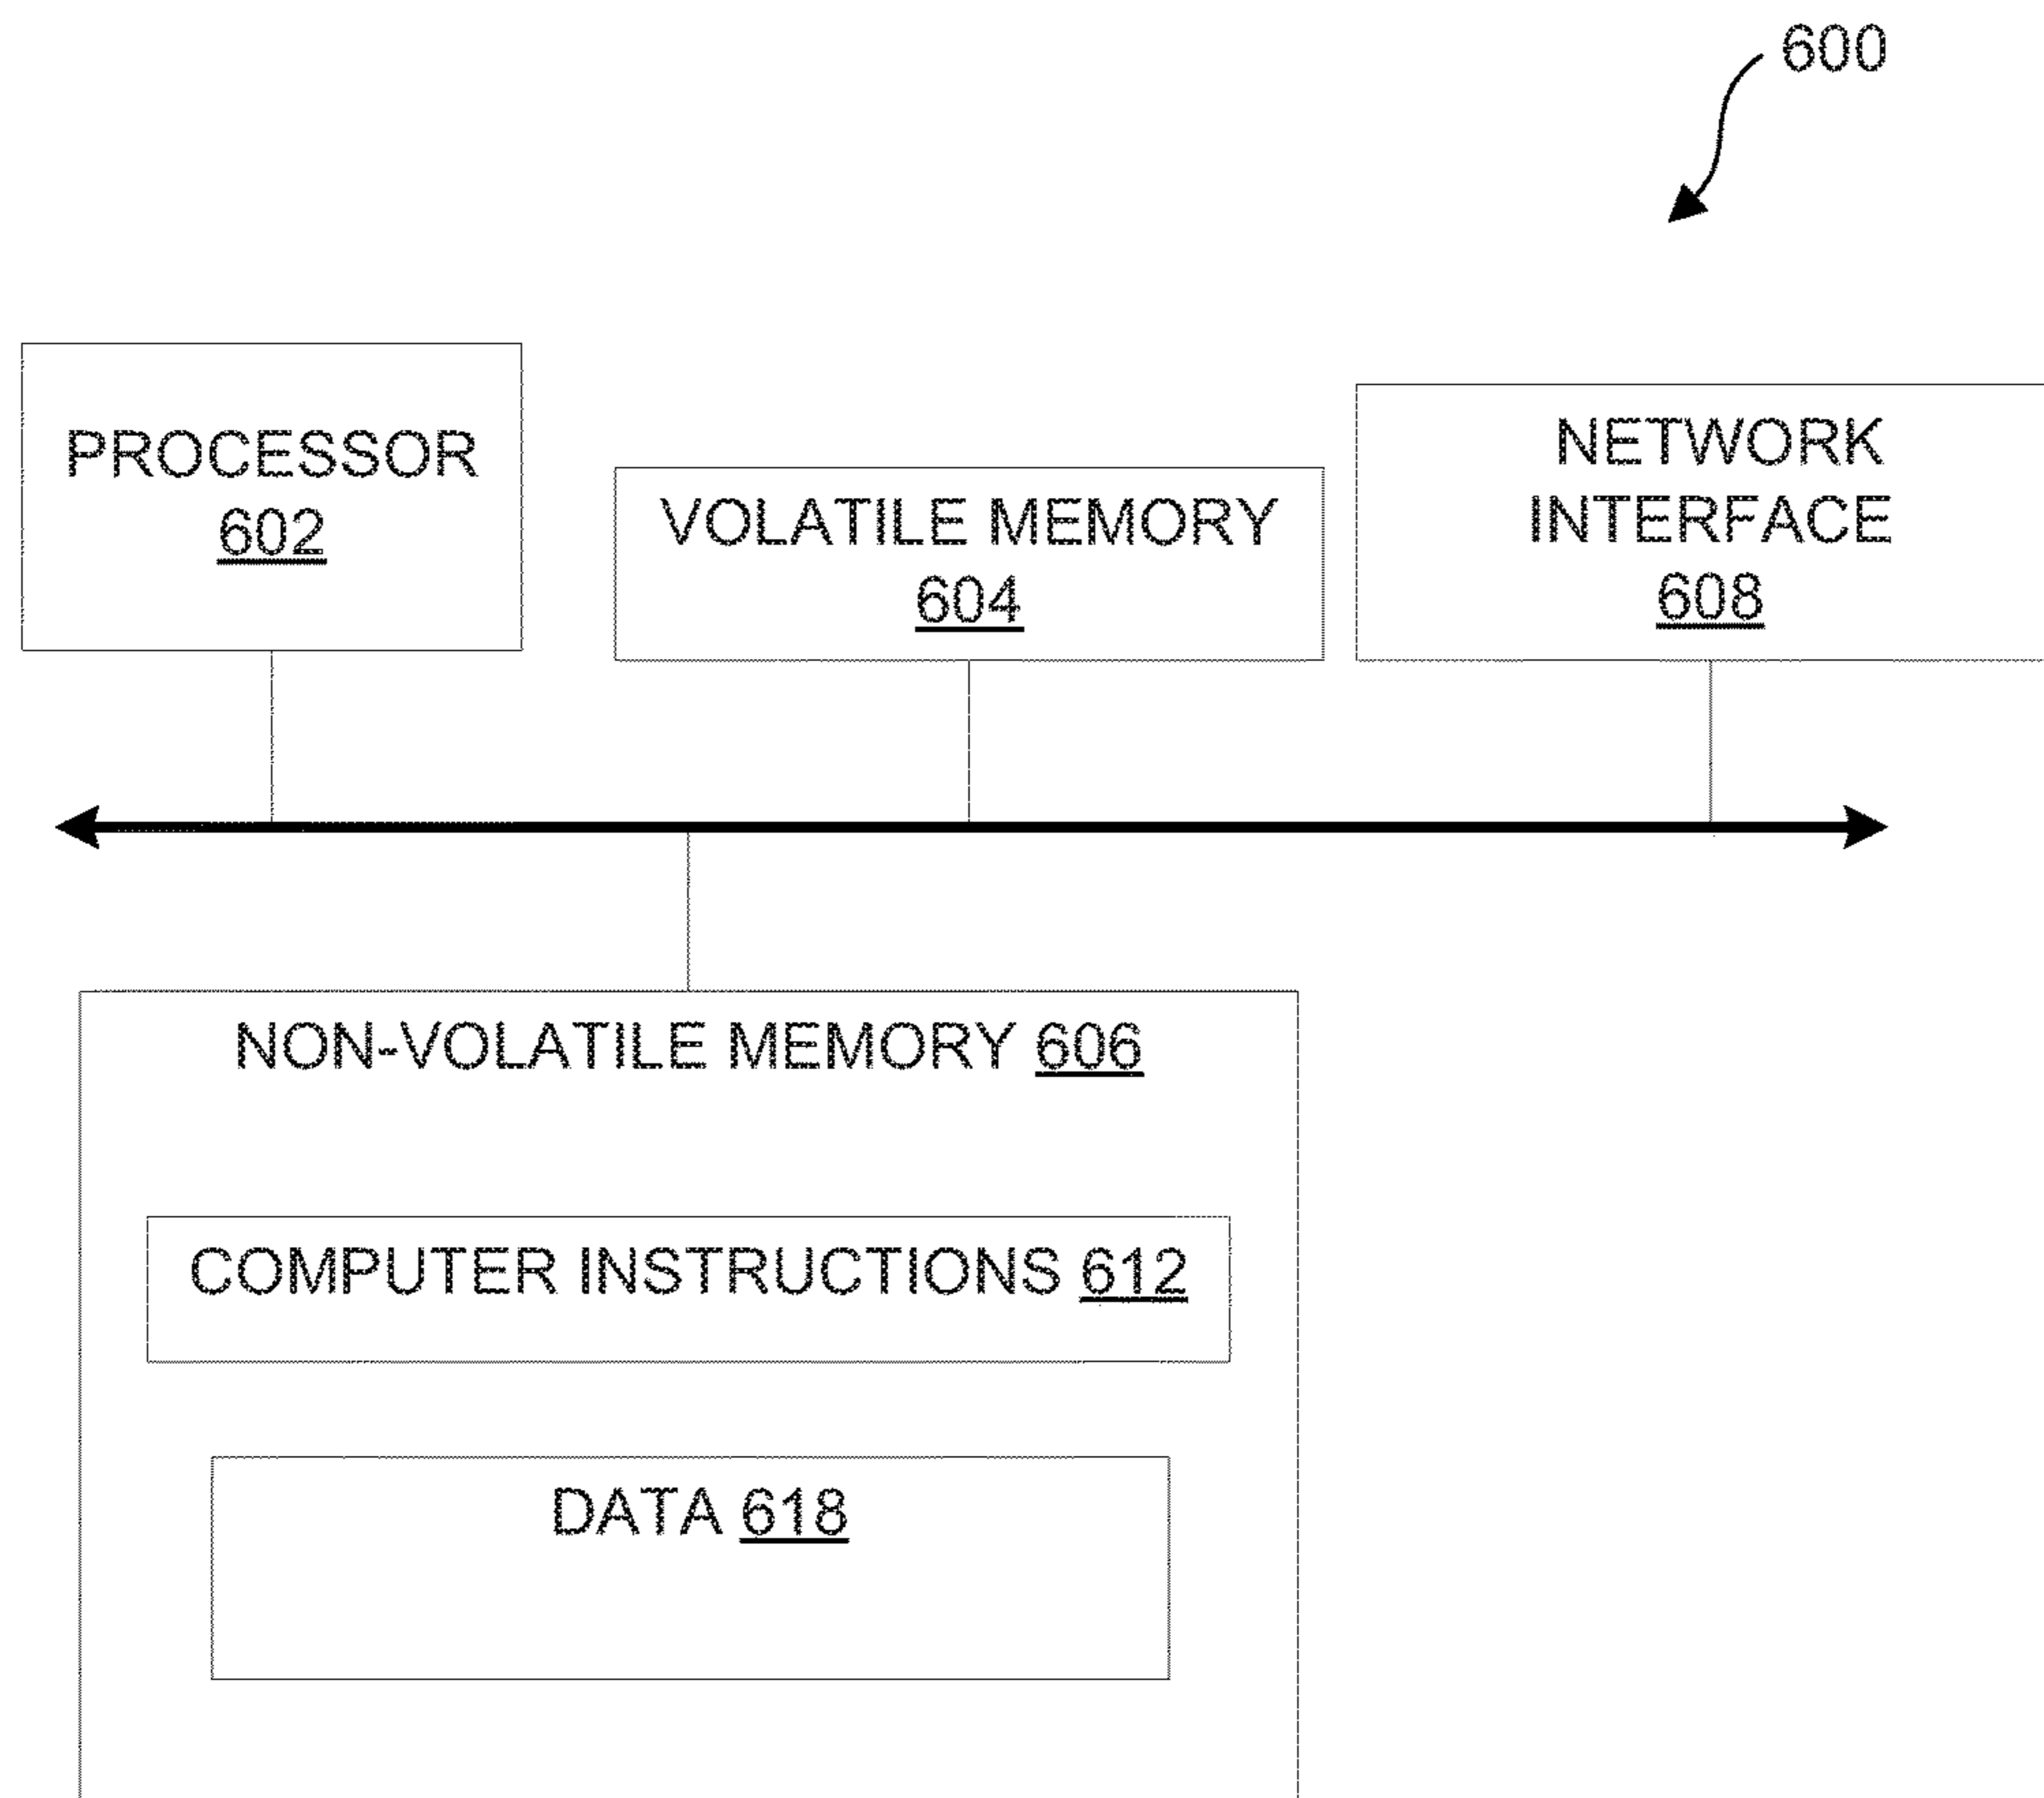 600
PROCESSOR
602
VOLATILE MEMORY
604
NETWORK
INTERFACE
608
NON-VOLATILE MEMORY 606
COMPUTER INSTRUCTIONS 612
DATA 618